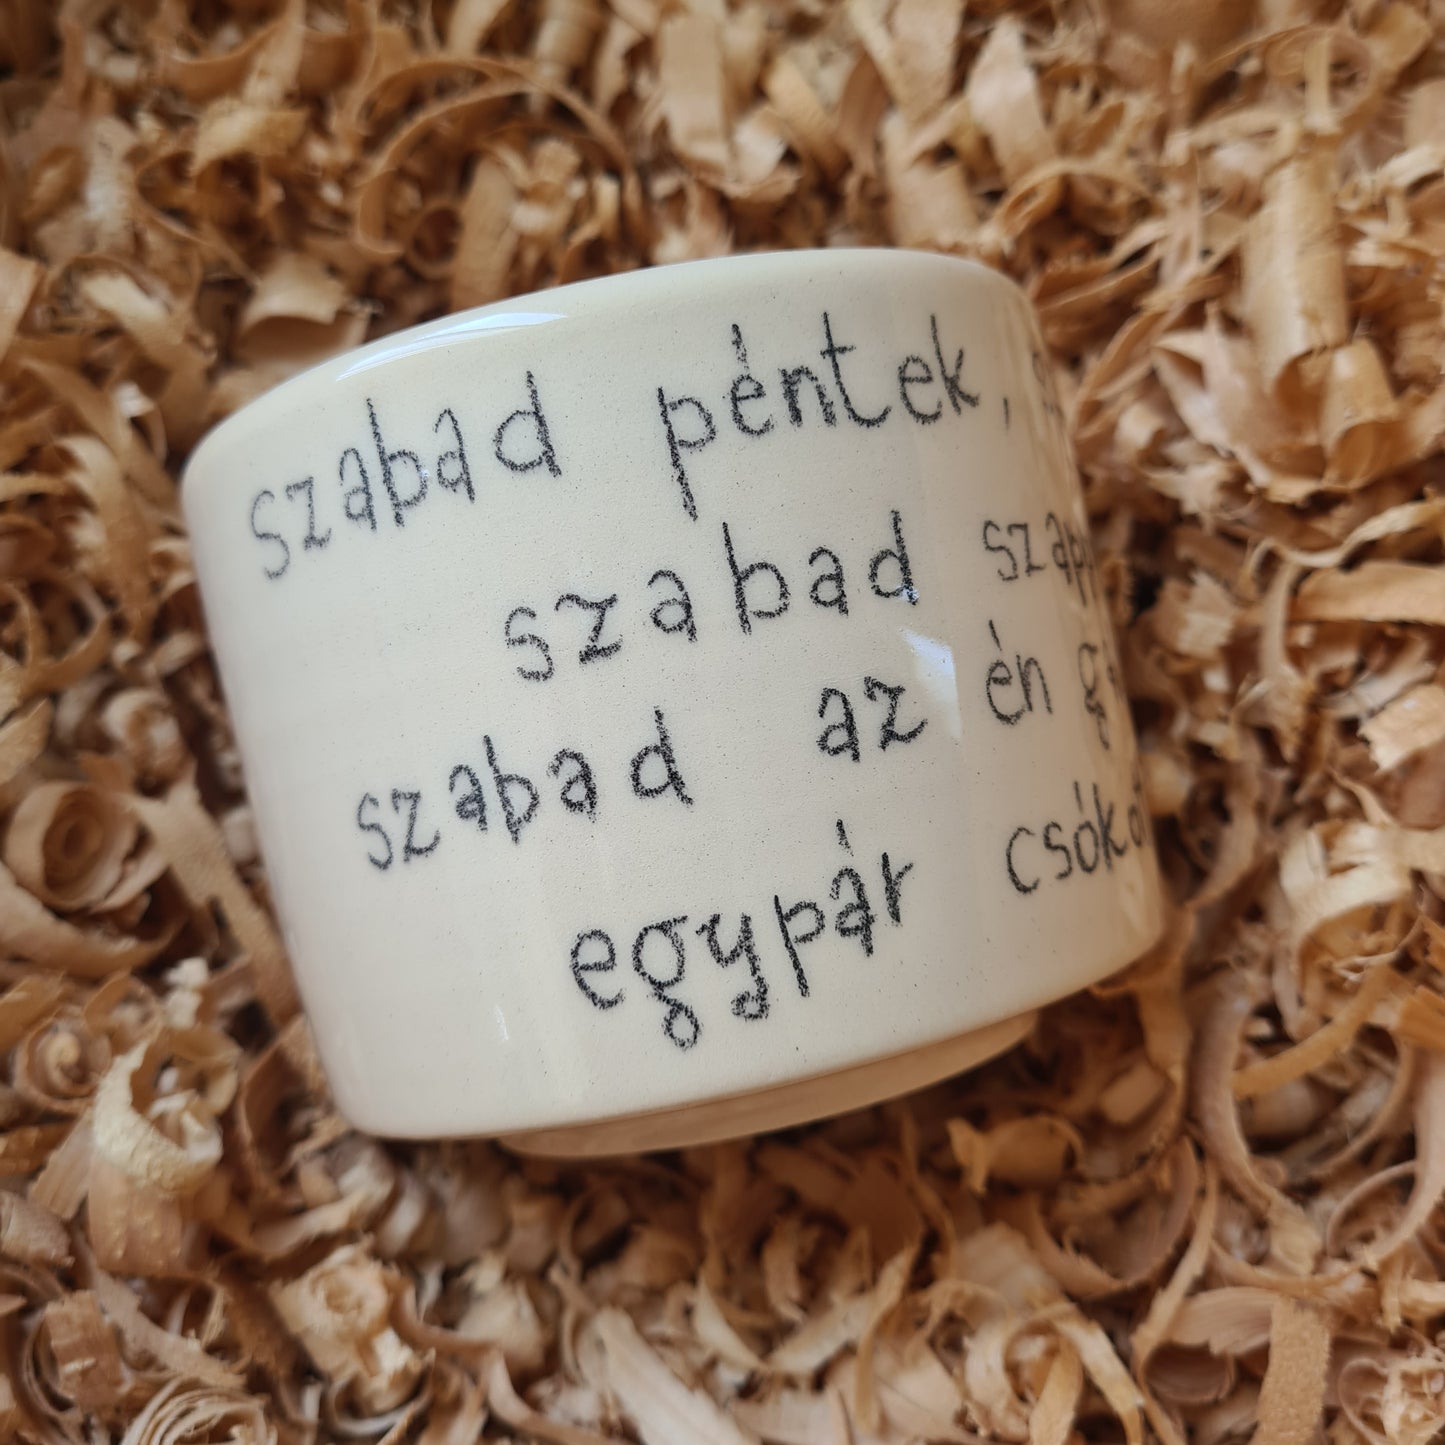 szabad péntek,
szabad
szabad az én
egypár